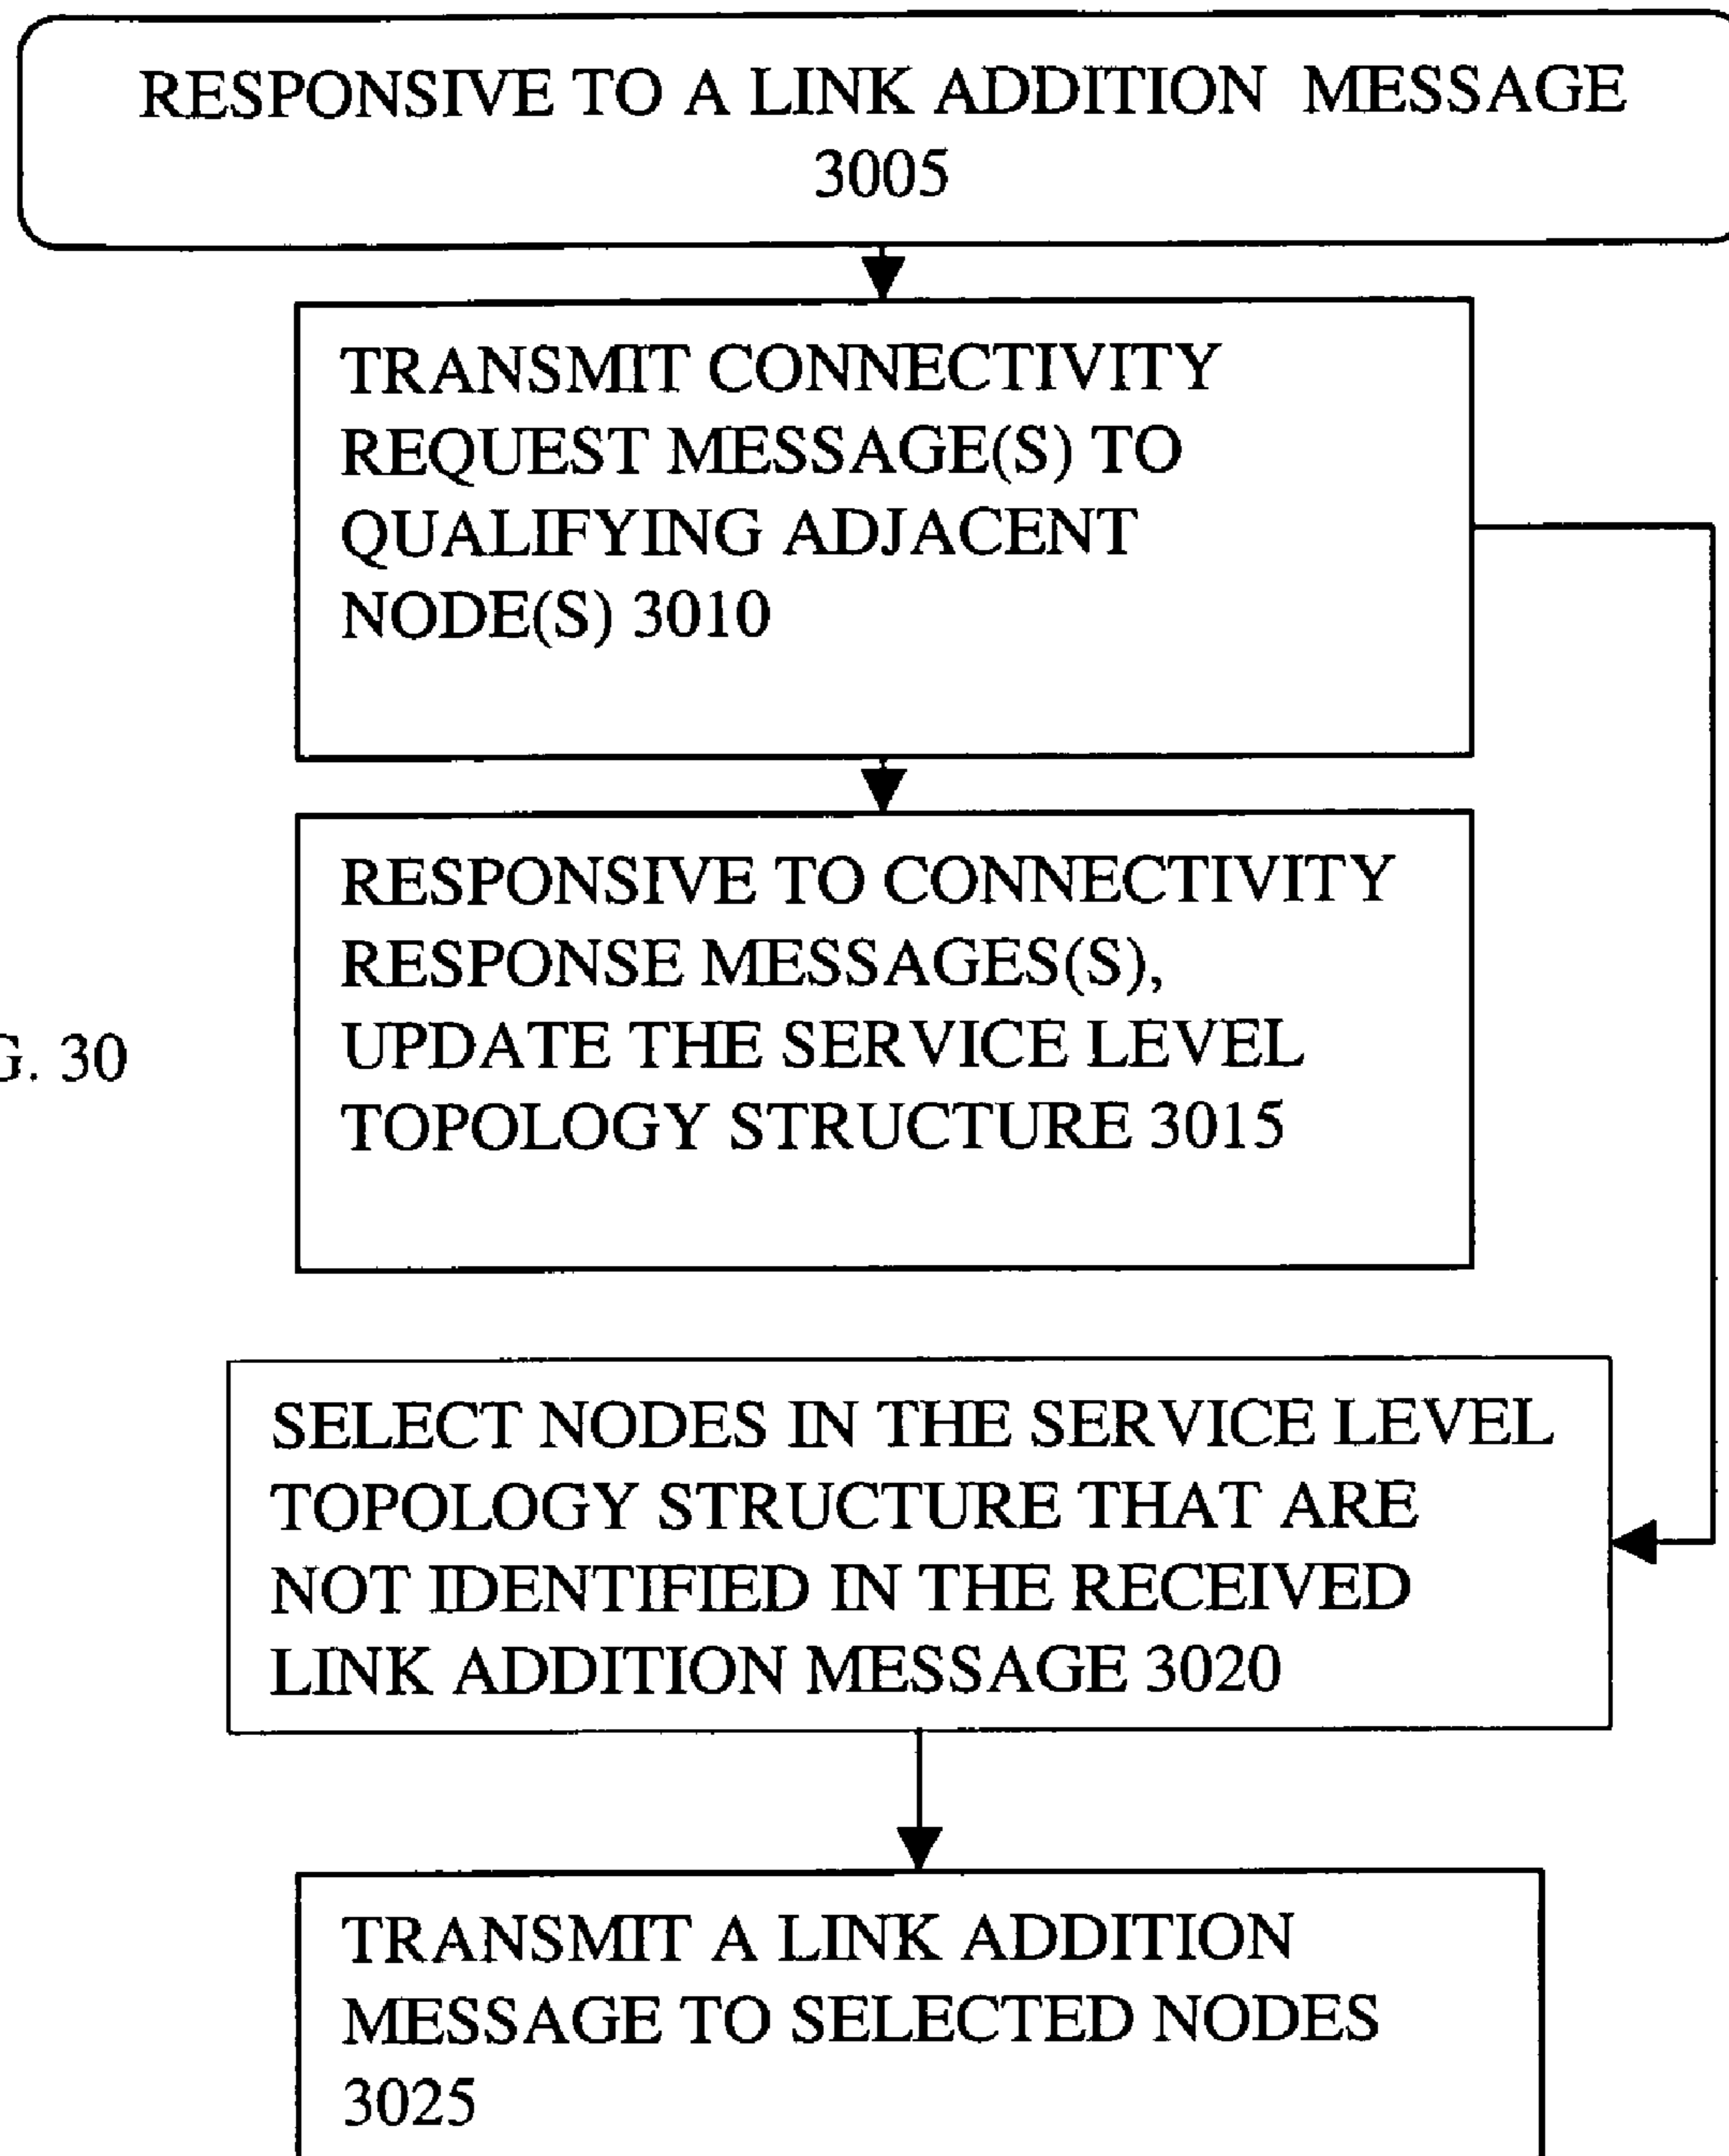 RESPONSIVE TO A LINK ADDITION MESSAGE
3005
TRANSMIT CONNECTIVITY
REQUEST MESSAGE(S) TO
QUALIFYING ADJACENT
NODE(S) 3010
RESPONSIVE TO CONNECTIVITY
RESPONSE MESSAGES(S),
UPDATE THE SERVICE LEVEL
TOPOLOGY STRUCTURE 3015
G. 30
SELECT NODES IN THE SERVICE LEVEL
TOPOLOGY STRUCTURE THAT ARE
NOT IDENTIFIED IN THE RECEIVED
LINK ADDITION MESSAGE 3020
TRANSMIT A LINK ADDITION
MESSAGE TO SELECTED NODES
3025